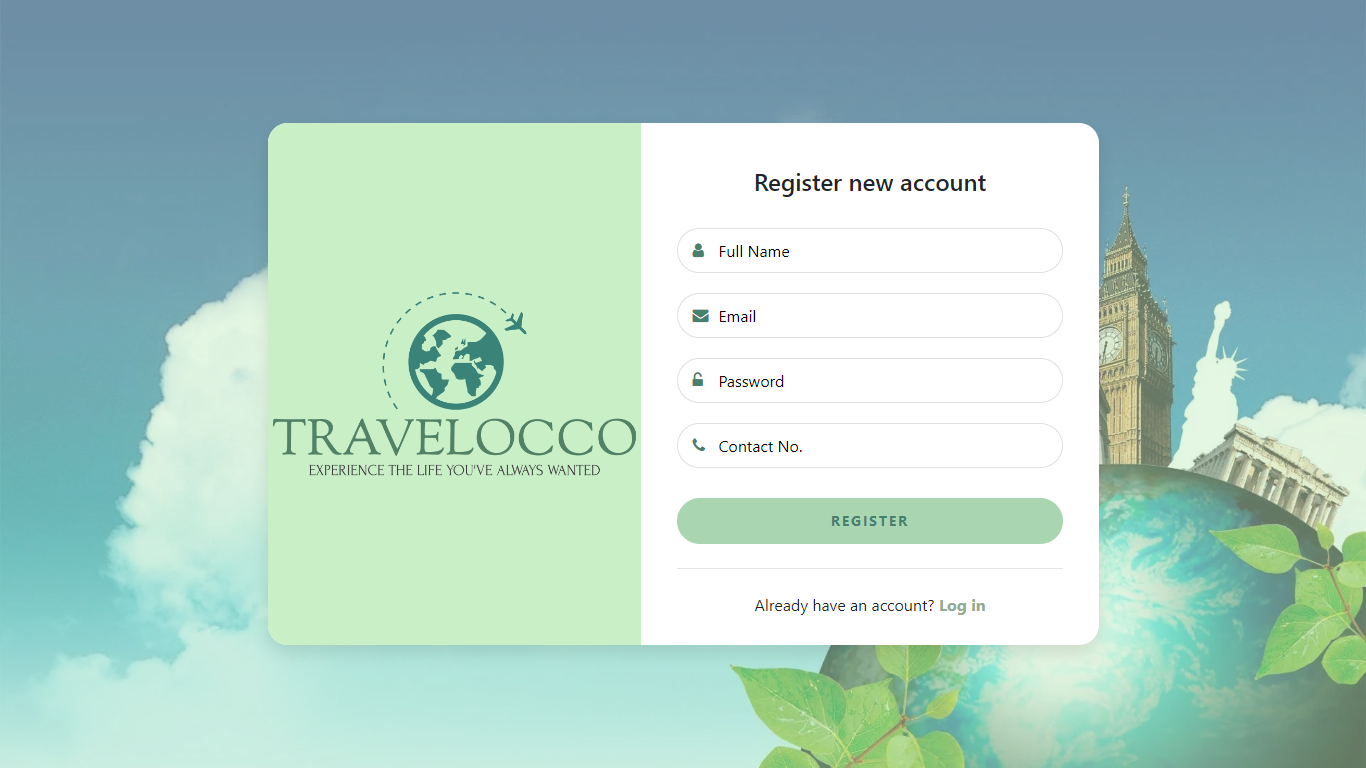 TRAVELOCCO
EXPERIENCE THE LIFE YOU'VE ALWAYS WANTED
Register new account
Full Name
Email
Password
Contact No.
REGISTER
Already have an account? Log in